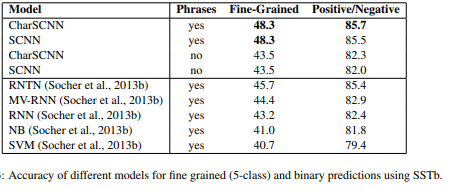 Model Phrases Fine-Grained Positive/Negative
CharSCNN yes 48.3 85.7
SCNN yes 48.3 85.5
CharSCNN no 43.5 82.3
SCNN no 43.5 82.0
RNTN (Socher et al., 2013b) yes 45.7 85.4
MV-RNN (Socher et al., 2013b) yes 44.4 82.9
RNN (Socher et al., 2013b) yes 43.2 82.4
NB (Socher et al., 2013b) yes 41.0 81.8
SVM (Socher et al., 2013b) yes 40.7 79.4
: Accuracy of different models for fine grained (5-class) and binary predictions using SSTb.